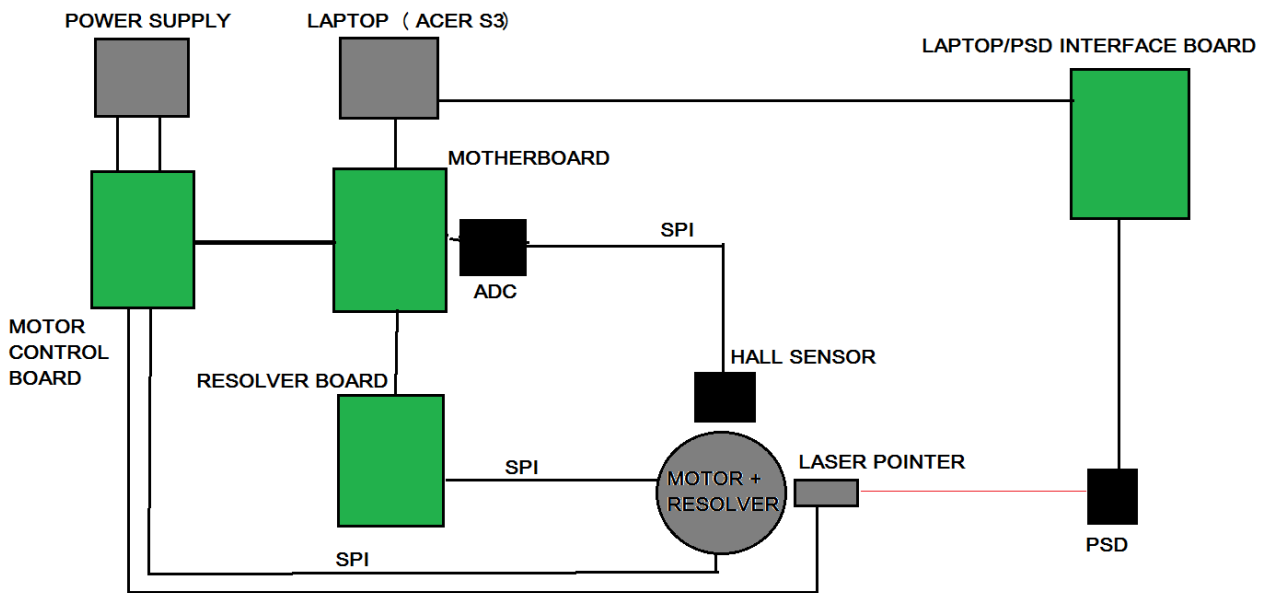 POWER SUPPLY
LAPTOP ( ACER S3)
LAPTOP/PSD INTERFACE BOARD
MOTHERBOARD
SPI
ADC
MOTOR
CONTROL
BOARD
HALL SENSOR
RESOLVER BOARD
SPI
MOTOR +
RESOLVER
LASER POINTER
SPI
PSD